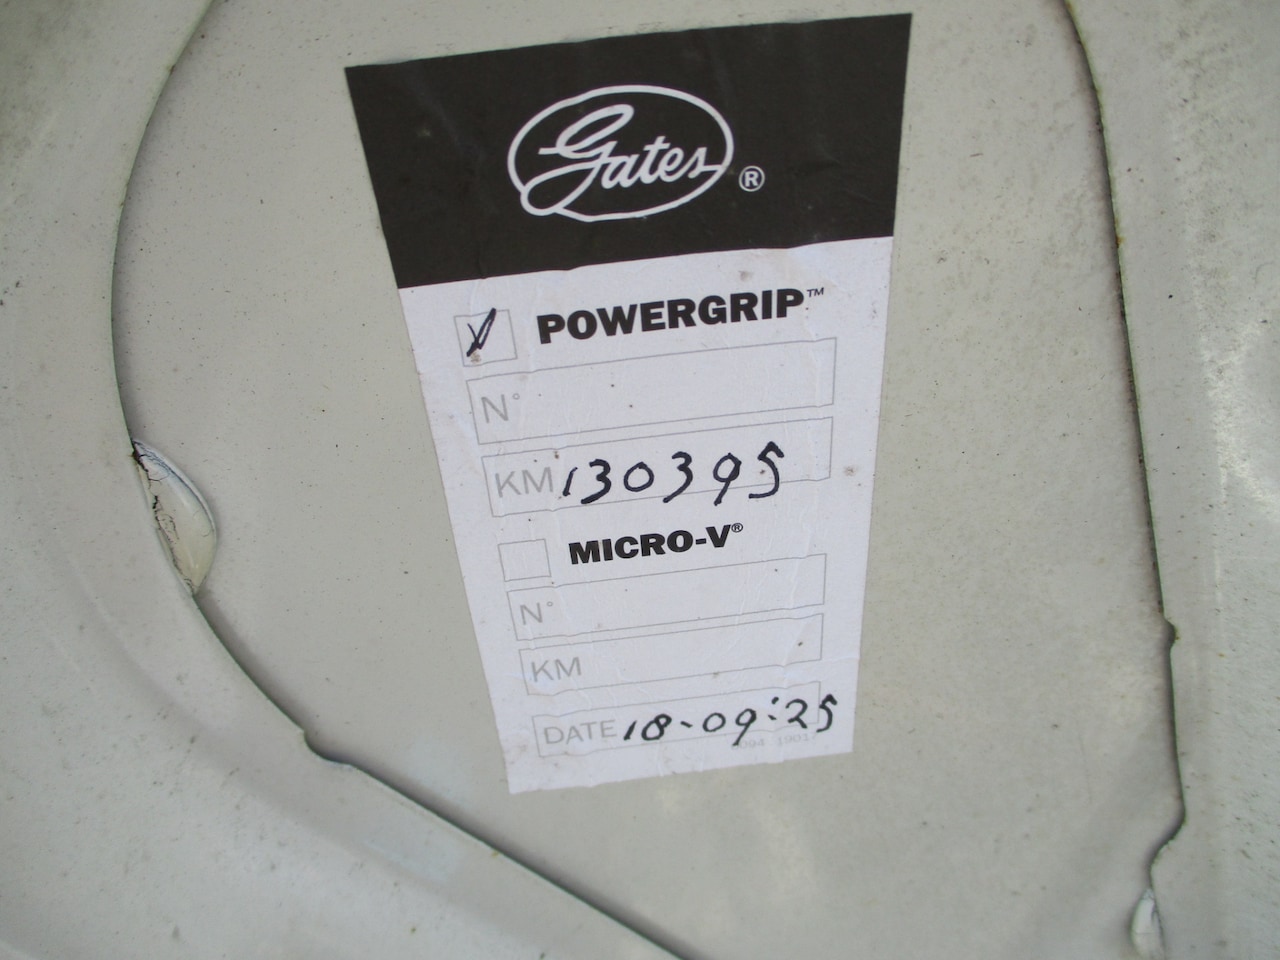 Gates ®
POWERGRIP™
N°
KM 130395
MICRO-V®
N°
KM
DATE 18-09-25